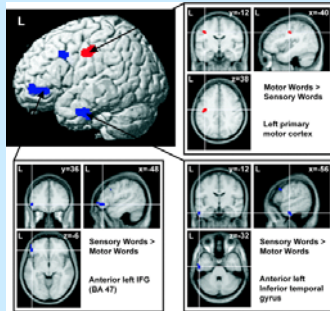 L
L
y=-12
x=-40
L
z=38
Motor Words >
Sensory Words
Left primary
motor cortex
L
y=36
x=-48
L
z=-6
Sensory Words >
Motor Words
Anterior left IFG
(BA 47)
L
y=-12
x=-56
L
z=-32
Sensory Words >
Motor Words
Anterior left
Inferior temporal
gyrus